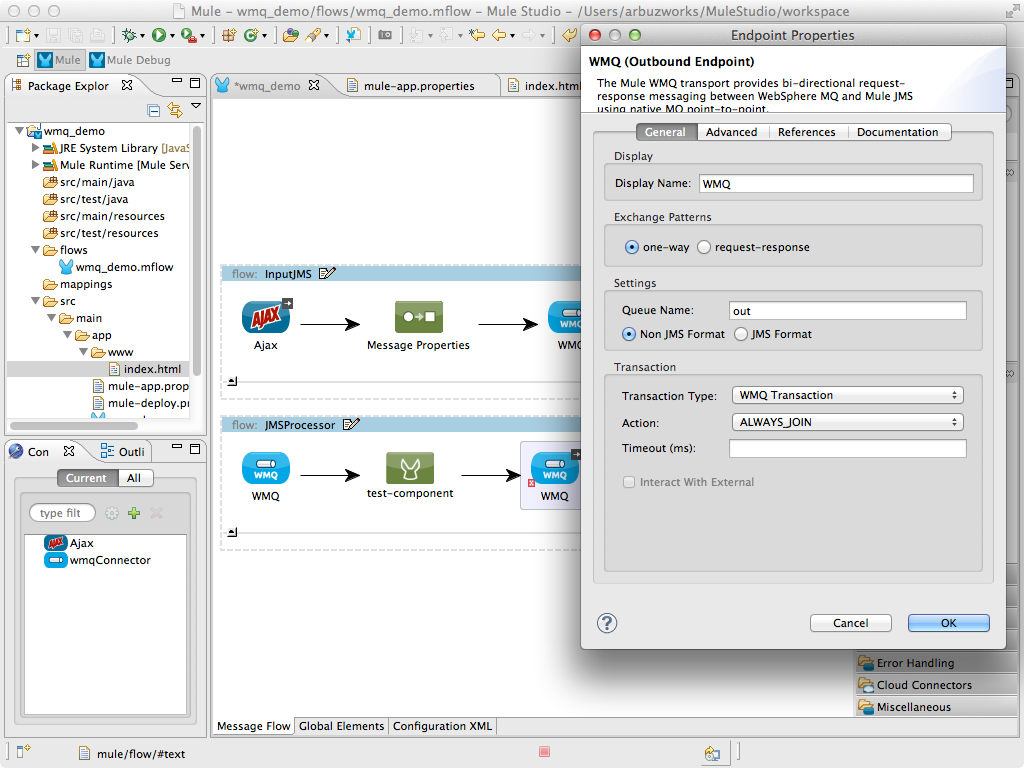 Mule – wmq_demo/flows/wmq_demo.mflow – Mule Studio – /Users/arbuzworks/MuleStudio/workspace
Mule
Mule Debug
Package Explor
wmq_demo
JRE System Library [JavaS
Mule Runtime [Mule Serv
src/main/java
src/test/java
src/main/resources
src/test/resources
flows
wmq_demo.mflow
mappings
src
main
app
www
index.html
mule-app.prop
mule-deploy.pr
Con
Outli
Current
All
type filt
Ajax
wmqConnector
*wmq_demo
mule-app.properties
index.html
flow: InputJMS
AJAX
Ajax
Message Properties
WMQ
WMQ
flow: JMSProcessor
WMQ
WMQ
test-component
WMQ
WMQ
Message Flow
Global Elements
Configuration XML
Endpoint Properties
WMQ (Outbound Endpoint)
The Mule WMQ transport provides bi-directional request-
response messaging between WebSphere MQ and Mule JMS
using native MQ point-to-point.
General
Advanced
References
Documentation
Display
Display Name: WMQ
Exchange Patterns
one-way
request-response
Settings
Queue Name: out
Non JMS Format
JMS Format
Transaction
Transaction Type: WMQ Transaction
Action: ALWAYS_JOIN
Timeout (ms):
Interact With External
?
Cancel
OK
Error Handling
Cloud Connectors
Miscellaneous
mule/flow/#text